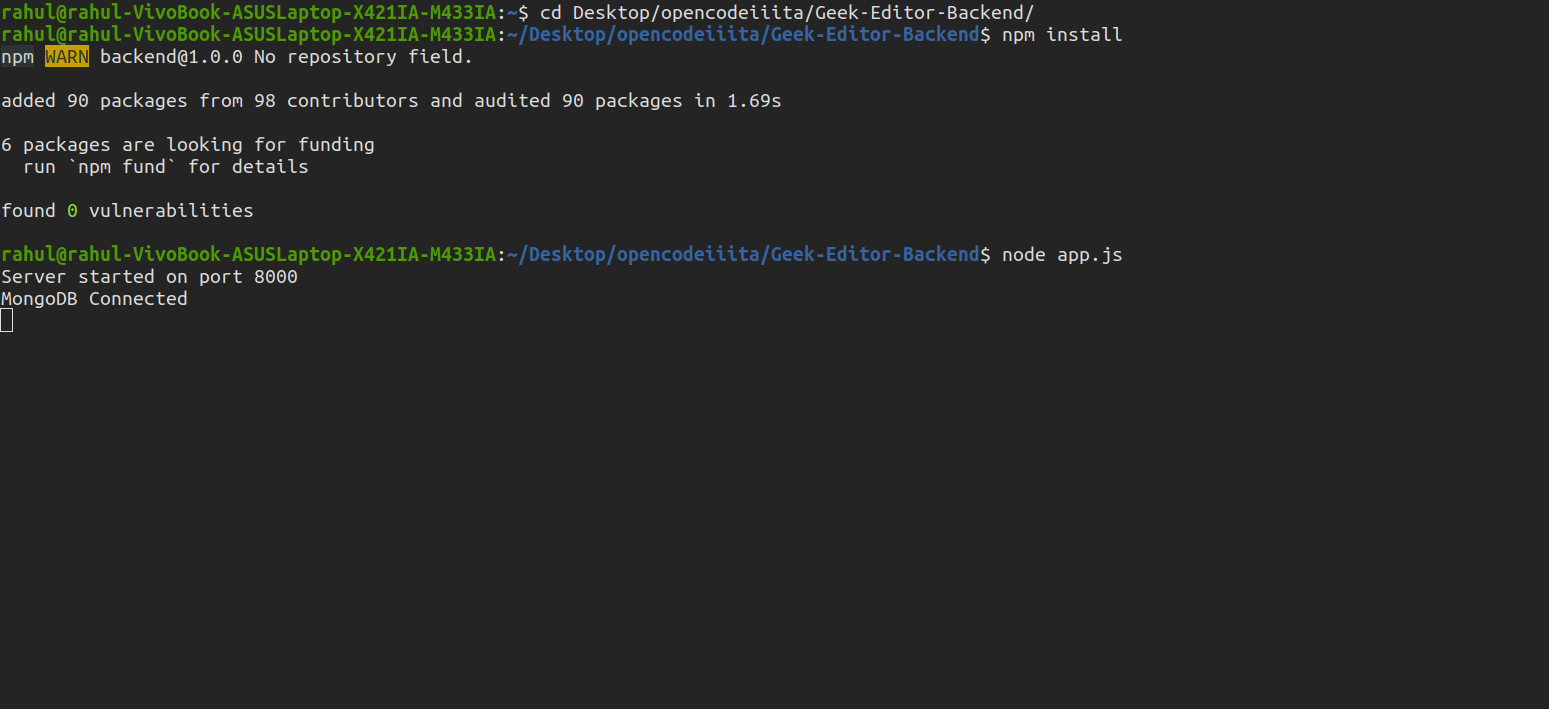 rahul@rahul-VivoBook-ASUSLaptop-X421IA-M433IA:~$ cd Desktop/opencodeiiita/Geek-Editor-Backend/
rahul@rahul-VivoBook-ASUSLaptop-X421IA-M433IA:~/Desktop/opencodeiiita/Geek-Editor-Backend$ npm install
npm WARN backend@1.0.0 No repository field.
added 90 packages from 98 contributors and audited 90 packages in 1.69s
6 packages are looking for funding
  run `npm fund` for details
found 0 vulnerabilities
rahul@rahul-VivoBook-ASUSLaptop-X421IA-M433IA:~/Desktop/opencodeiiita/Geek-Editor-Backend$ node app.js
Server started on port 8000
MongoDB Connected